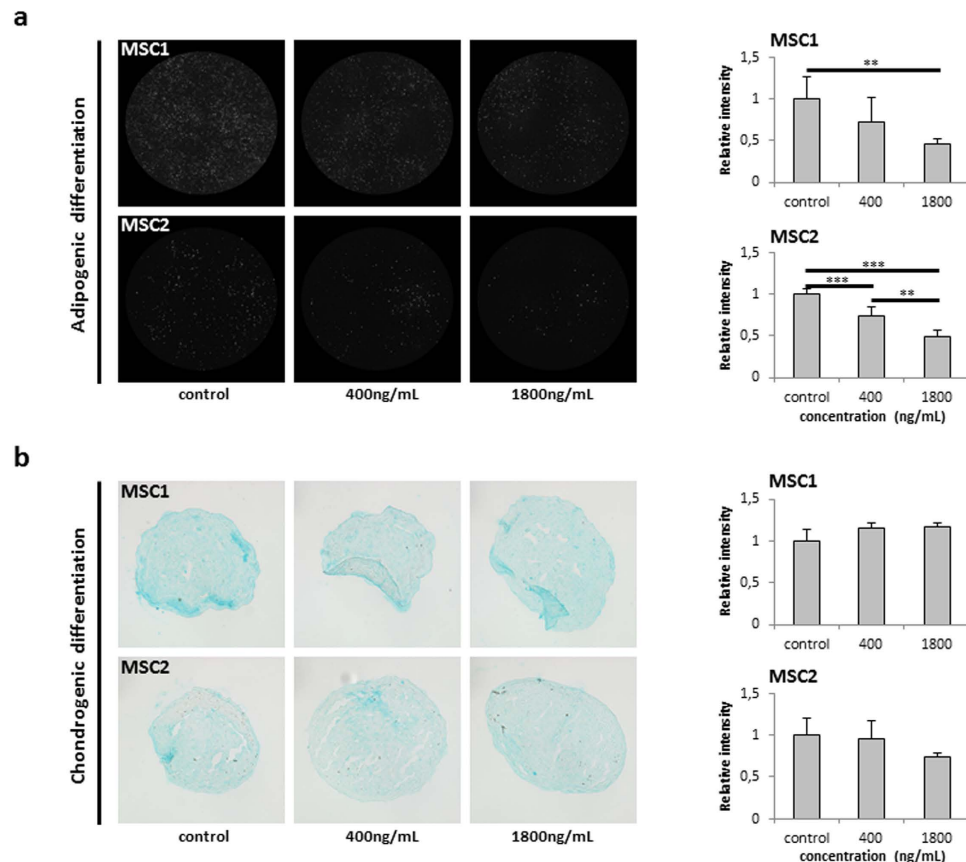 a
Adipogenic differentiation
MSC1
MSC2
control
400ng/mL
1800ng/mL
MSC1
Relative intensity
1,5
1
0,5
0
**
control
400
1800
MSC2
Relative intensity
1,5
1
0,5
0
***
***
**
control
400
1800
concentration (ng/mL)
b
Chondrogenic differentiation
MSC1
MSC2
control
400ng/mL
1800ng/mL
MSC1
Relative intensity
1,5
1
0,5
0
control
400
1800
MSC2
Relative intensity
1,5
1
0,5
0
control
400
1800
concentration (ng/mL)